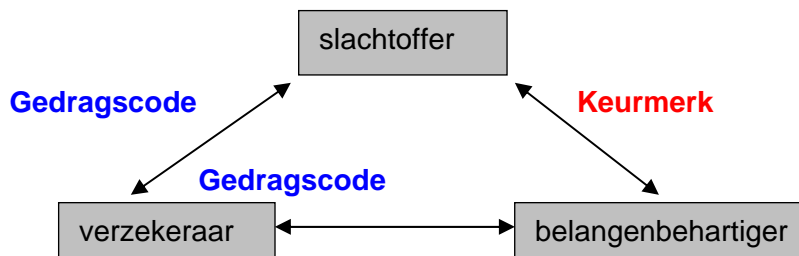 slachtoffer
Gedragscode
Keurmerk
Gedragscode
verzekeraar
belangenbehartiger